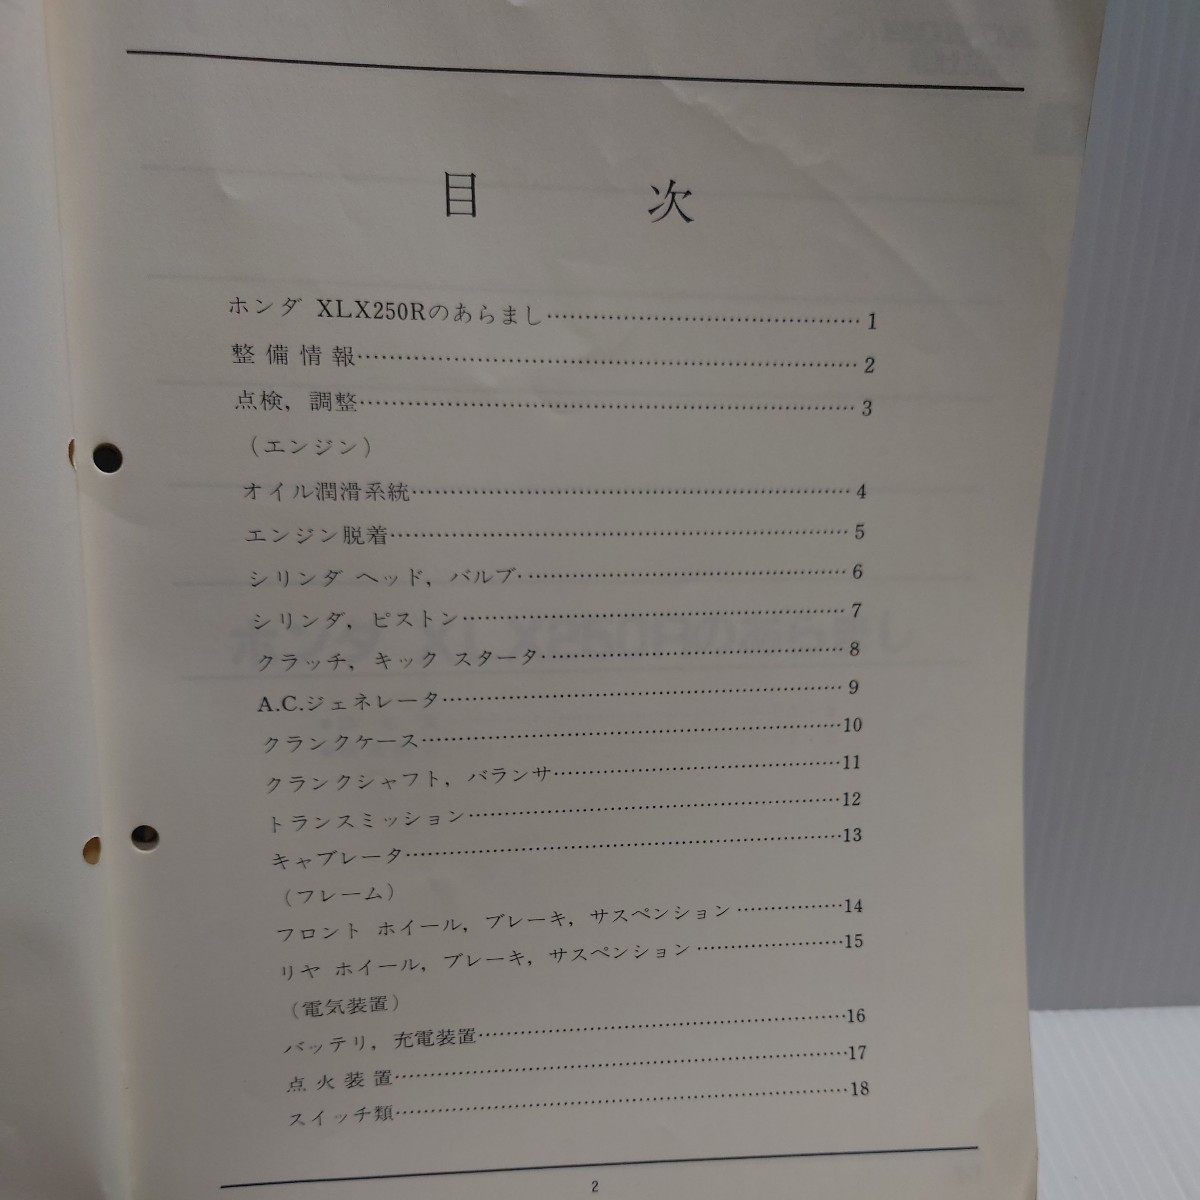 目次
ホンダ XLX250Rのあらまし……………………………………1
整備情報……………………………………………………2
点検，調整……………………………………………………3
（エンジン）
オイル潤滑系統………………………………………………4
エンジン脱着…………………………………………………5
シリンダ ヘッド，バルブ……………………………………6
シリンダ，ピストン…………………………………………7
クラッチ，キック スタータ…………………………………8
A.C.ジェネレータ……………………………………………9
クランクケース………………………………………………10
クランクシャフト，バランサ………………………………11
トランスミッション…………………………………………12
キャブレータ…………………………………………………13
（フレーム）
フロント ホイール，ブレーキ，サスペンション……………14
リヤ ホイール，ブレーキ，サスペンション…………………15
（電気装置）
バッテリ，充電装置…………………………………………16
点火装置………………………………………………………17
スイッチ類……………………………………………………18
2